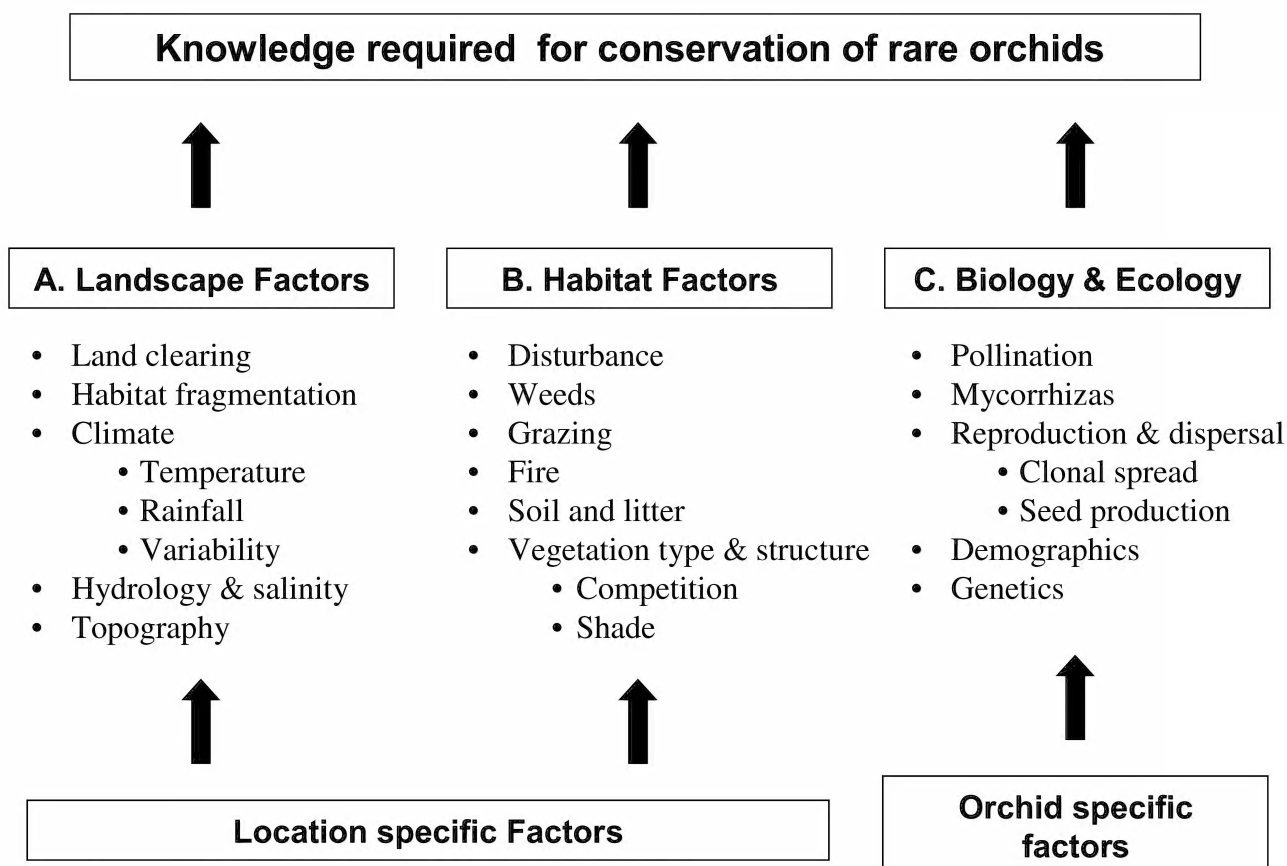 Knowledge required for conservation of rare orchids
A. Landscape Factors
• Land clearing
• Habitat fragmentation
• Climate
• Temperature
• Rainfall
• Variability
• Hydrology & salinity
• Topography
B. Habitat Factors
• Disturbance
• Weeds
• Grazing
• Fire
• Soil and litter
• Vegetation type & structure
• Competition
• Shade
C. Biology & Ecology
• Pollination
• Mycorrhizas
• Reproduction & dispersal
• Clonal spread
• Seed production
• Demographics
• Genetics
Location specific Factors
Orchid specific
factors